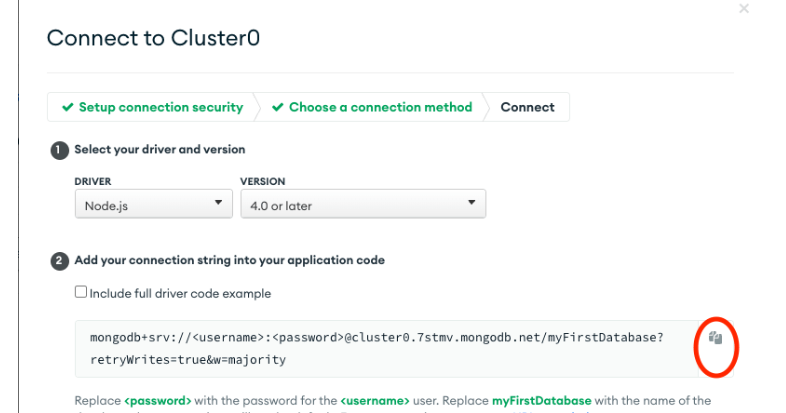 Connect to Cluster0
✔ Setup connection security
✔ Choose a connection method
Connect
1 Select your driver and version
DRIVER VERSION
Node.js 4.0 or later
2 Add your connection string into your application code
Include full driver code example
mongodb+srv://<username>:<password>@cluster0.7stmv.mongodb.net/myFirstDatabase?
retryWrites=true&w=majority
Replace <password> with the password for the <username> user. Replace myFirstDatabase with the name of the